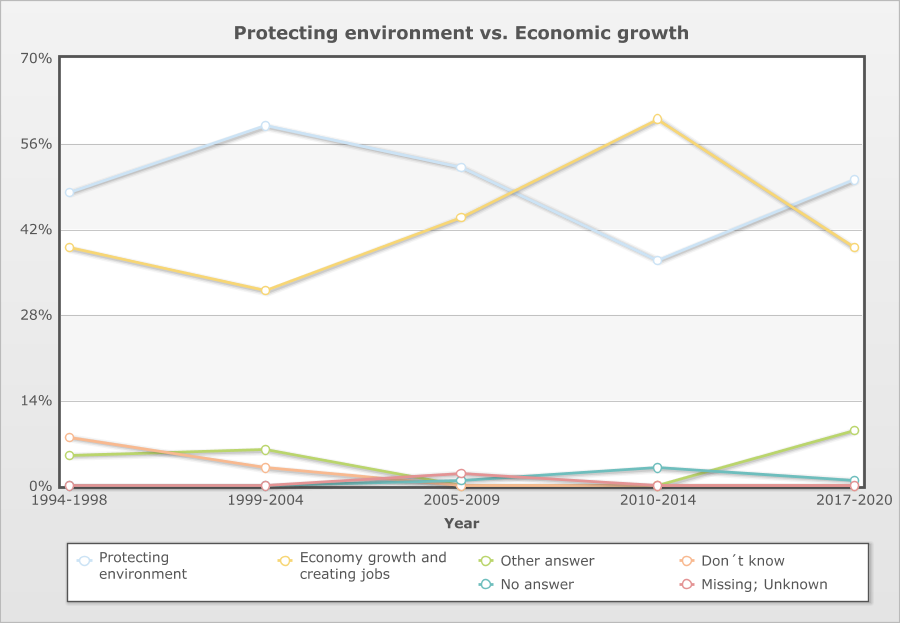 Protecting environment vs. Economic growth
70%
56%
42%
28%
14%
0%
1994-1998 1999-2004 2005-2009 2010-2014 2017-2020
Year
Protecting environment
Economy growth and creating jobs
Other answer
Don´t know
No answer
Missing; Unknown